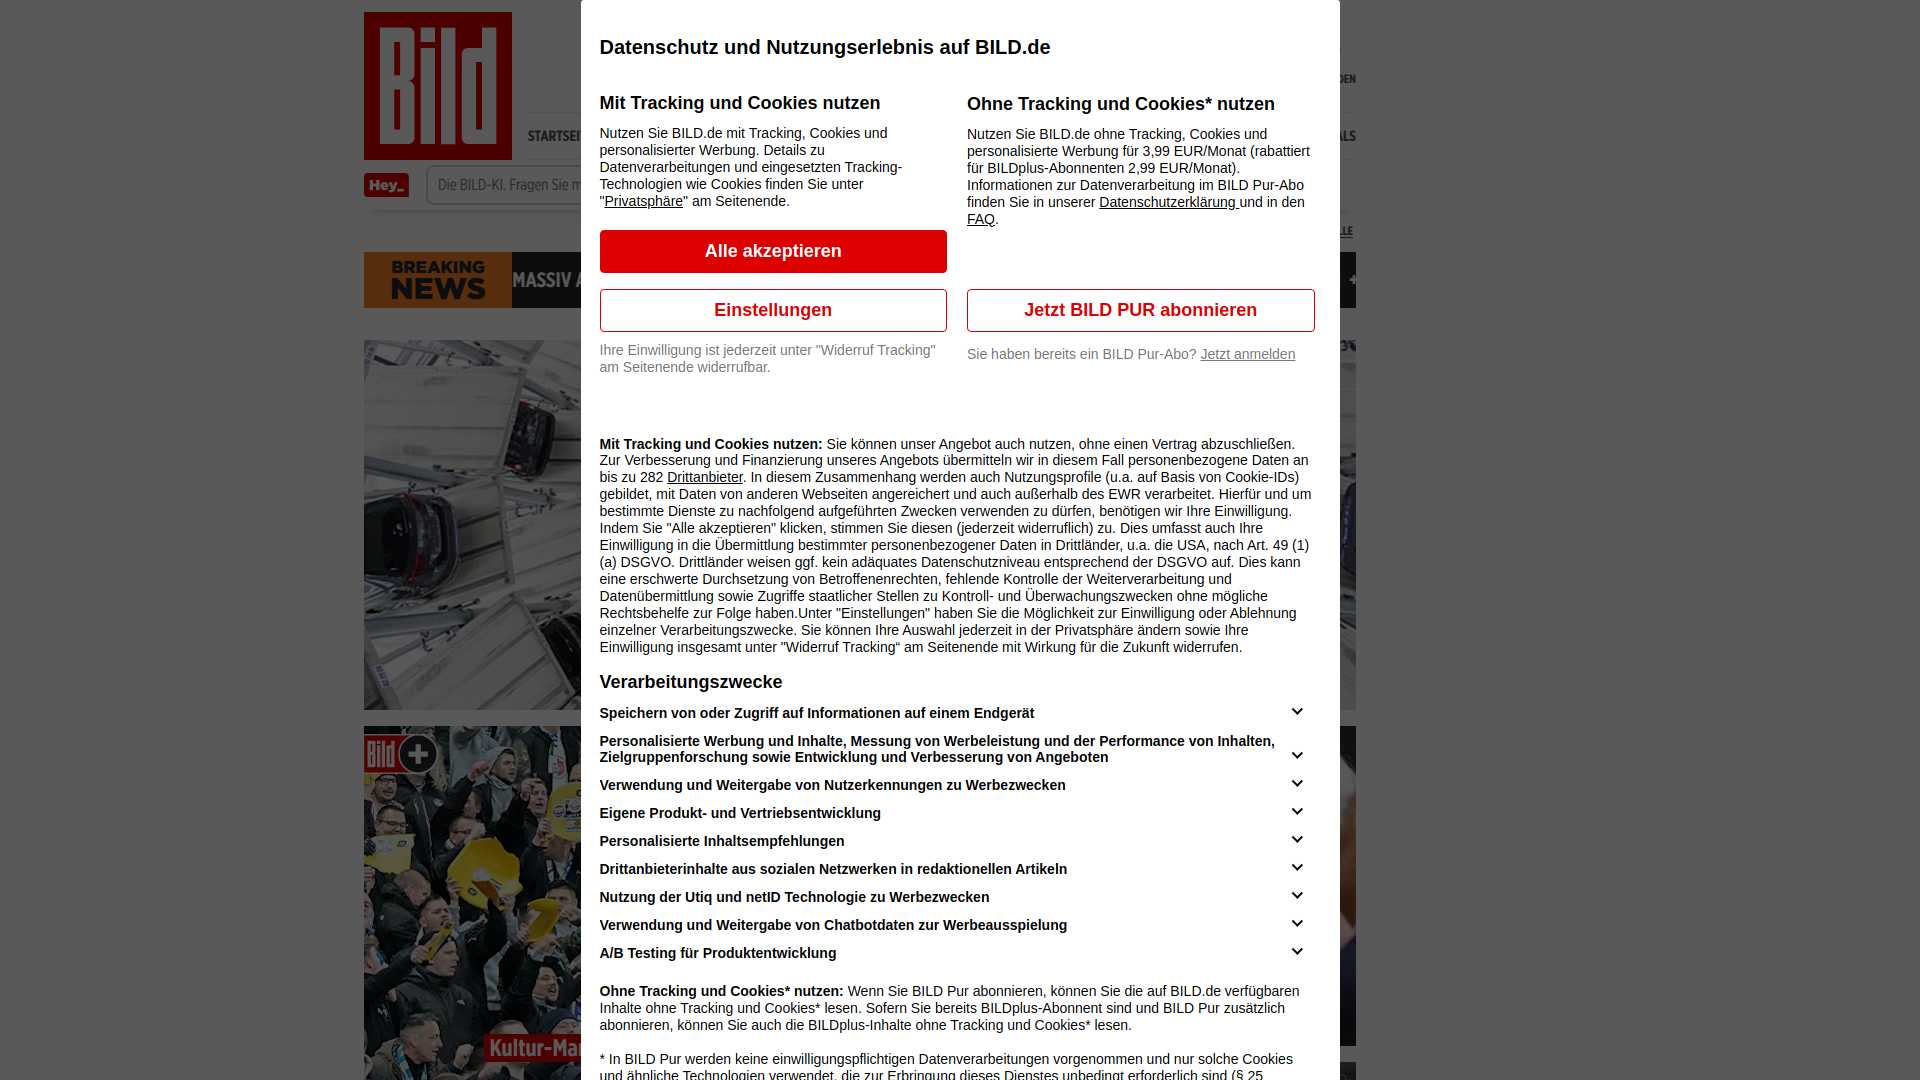 Bild
STARTSEI
Hey_
Die BILD-KI. Fragen Sie m
BREAKING
NEWS
MASSIV A
Bild
Kultur-Mar
Datenschutz und Nutzungserlebnis auf BILD.de
Mit Tracking und Cookies nutzen
Nutzen Sie BILD.de mit Tracking, Cookies und
personalisierter Werbung. Details zu
Datenverarbeitungen und eingesetzten Tracking-
Technologien wie Cookies finden Sie unter
"Privatsphäre" am Seitenende.
Alle akzeptieren
Einstellungen
Ihre Einwilligung ist jederzeit unter "Widerruf Tracking"
am Seitenende widerrufbar.
Ohne Tracking und Cookies* nutzen
Nutzen Sie BILD.de ohne Tracking, Cookies und
personalisierte Werbung für 3,99 EUR/Monat (rabattiert
für BILDplus-Abonnenten 2,99 EUR/Monat).
Informationen zur Datenverarbeitung im BILD Pur-Abo
finden Sie in unserer Datenschutzerklärung und in den
FAQ.
Jetzt BILD PUR abonnieren
Sie haben bereits ein BILD Pur-Abo? Jetzt anmelden
Mit Tracking und Cookies nutzen: Sie können unser Angebot auch nutzen, ohne einen Vertrag abzuschließen.
Zur Verbesserung und Finanzierung unseres Angebots übermitteln wir in diesem Fall personenbezogene Daten an
bis zu 282 Drittanbieter. In diesem Zusammenhang werden auch Nutzungsprofile (u.a. auf Basis von Cookie-IDs)
gebildet, mit Daten von anderen Webseiten angereichert und auch außerhalb des EWR verarbeitet. Hierfür und um
bestimmte Dienste zu nachfolgend aufgeführten Zwecken verwenden zu dürfen, benötigen wir Ihre Einwilligung.
Indem Sie "Alle akzeptieren" klicken, stimmen Sie diesen (jederzeit widerruflich) zu. Dies umfasst auch Ihre
Einwilligung in die Übermittlung bestimmter personenbezogener Daten in Drittländer, u.a. die USA, nach Art. 49 (1)
(a) DSGVO. Drittländer weisen ggf. kein adäquates Datenschutzniveau entsprechend der DSGVO auf. Dies kann
eine erschwerte Durchsetzung von Betroffenenrechten, fehlende Kontrolle der Weiterverarbeitung und
Datenübermittlung sowie Zugriffe staatlicher Stellen zu Kontroll- und Überwachungszwecken ohne mögliche
Rechtsbehelfe zur Folge haben.Unter "Einstellungen" haben Sie die Möglichkeit zur Einwilligung oder Ablehnung
einzelner Verarbeitungszwecke. Sie können Ihre Auswahl jederzeit in der Privatsphäre ändern sowie Ihre
Einwilligung insgesamt unter "Widerruf Tracking“ am Seitenende mit Wirkung für die Zukunft widerrufen.
Verarbeitungszwecke
Speichern von oder Zugriff auf Informationen auf einem Endgerät
Personalisierte Werbung und Inhalte, Messung von Werbeleistung und der Performance von Inhalten,
Zielgruppenforschung sowie Entwicklung und Verbesserung von Angeboten
Verwendung und Weitergabe von Nutzerkennungen zu Werbezwecken
Eigene Produkt- und Vertriebsentwicklung
Personalisierte Inhaltsempfehlungen
Drittanbieterinhalte aus sozialen Netzwerken in redaktionellen Artikeln
Nutzung der Utiq und netID Technologie zu Werbezwecken
Verwendung und Weitergabe von Chatbotdaten zur Werbeausspielung
A/B Testing für Produktentwicklung
Ohne Tracking und Cookies* nutzen: Wenn Sie BILD Pur abonnieren, können Sie die auf BILD.de verfügbaren
Inhalte ohne Tracking und Cookies* lesen. Sofern Sie bereits BILDplus-Abonnent sind und BILD Pur zusätzlich
abonnieren, können Sie auch die BILDplus-Inhalte ohne Tracking und Cookies* lesen.
* In BILD Pur werden keine einwilligungspflichtigen Datenverarbeitungen vorgenommen und nur solche Cookies
und ähnliche Technologien verwendet, die zur Erbringung dieses Dienstes unbedingt erforderlich sind (§ 25